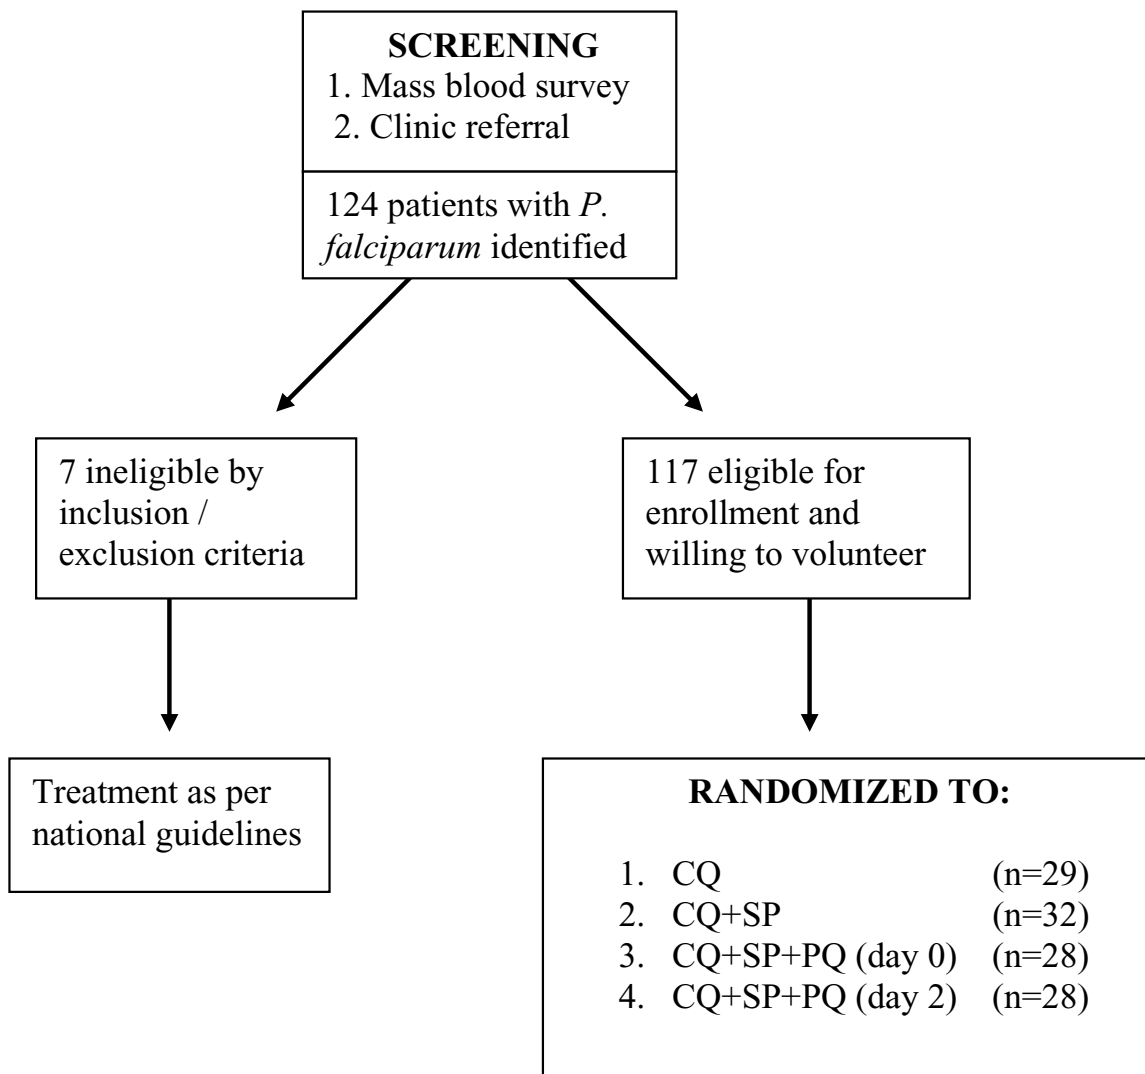 SCREENING
1. Mass blood survey
2. Clinic referral
124 patients with P.
falciparum identified
7 ineligible by
inclusion /
exclusion criteria
117 eligible for
enrollment and
willing to volunteer
Treatment as per
national guidelines
RANDOMIZED TO:
1. CQ (n=29)
2. CQ+SP (n=32)
3. CQ+SP+PQ (day 0) (n=28)
4. CQ+SP+PQ (day 2) (n=28)